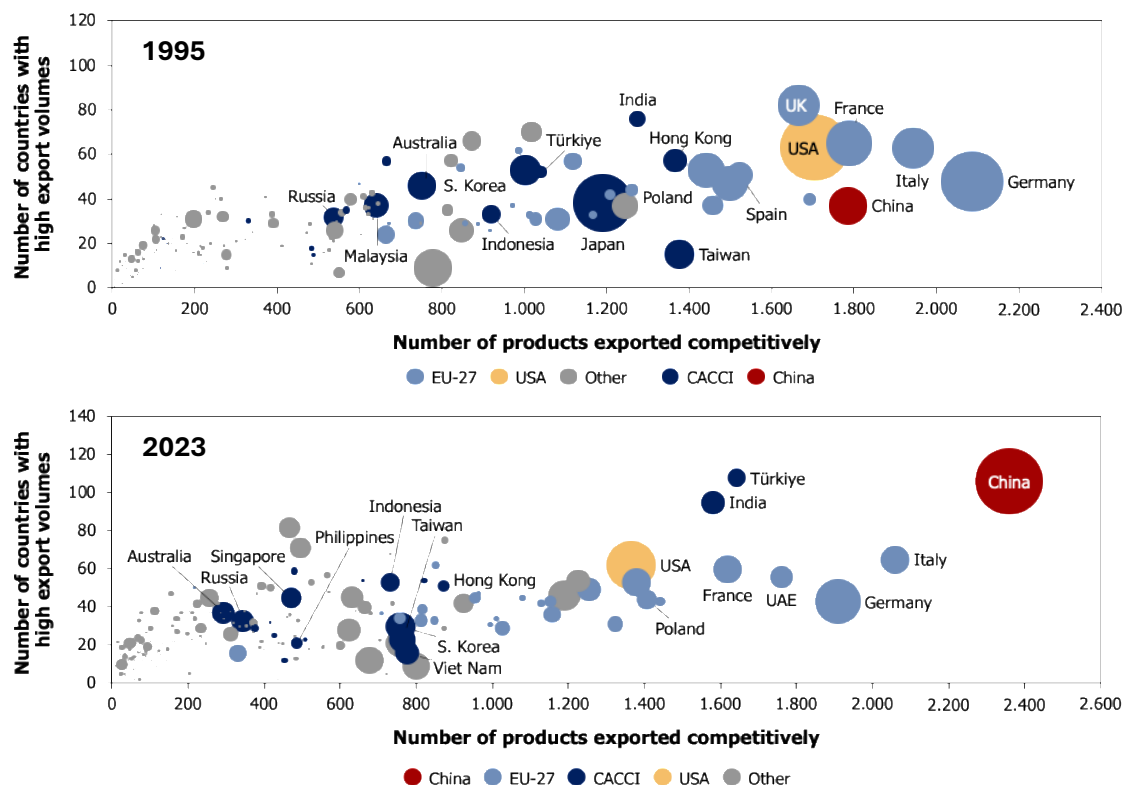 1995
Number of countries with
high export volumes
120
100
80
60
40
20
0
UK
France
India
Hong Kong
USA
Türkiye
Australia
S. Korea
Russia
Poland
Italy
Germany
Spain
China
Malaysia
Indonesia
Japan
Taiwan
0 200 400 600 800 1.000 1.200 1.400 1.600 1.800 2.000 2.200 2.400
Number of products exported competitively
EU-27 USA Other CACCI China
2023
Number of countries with
high export volumes
140
120
100
80
60
40
20
0
Türkiye
China
India
Indonesia
Taiwan
Philippines
Australia
Singapore
Russia
Hong Kong
USA
Italy
France
UAE
Germany
Poland
S. Korea
Viet Nam
0 200 400 600 800 1.000 1.200 1.400 1.600 1.800 2.000 2.200 2.400 2.600
Number of products exported competitively
China EU-27 CACCI USA Other